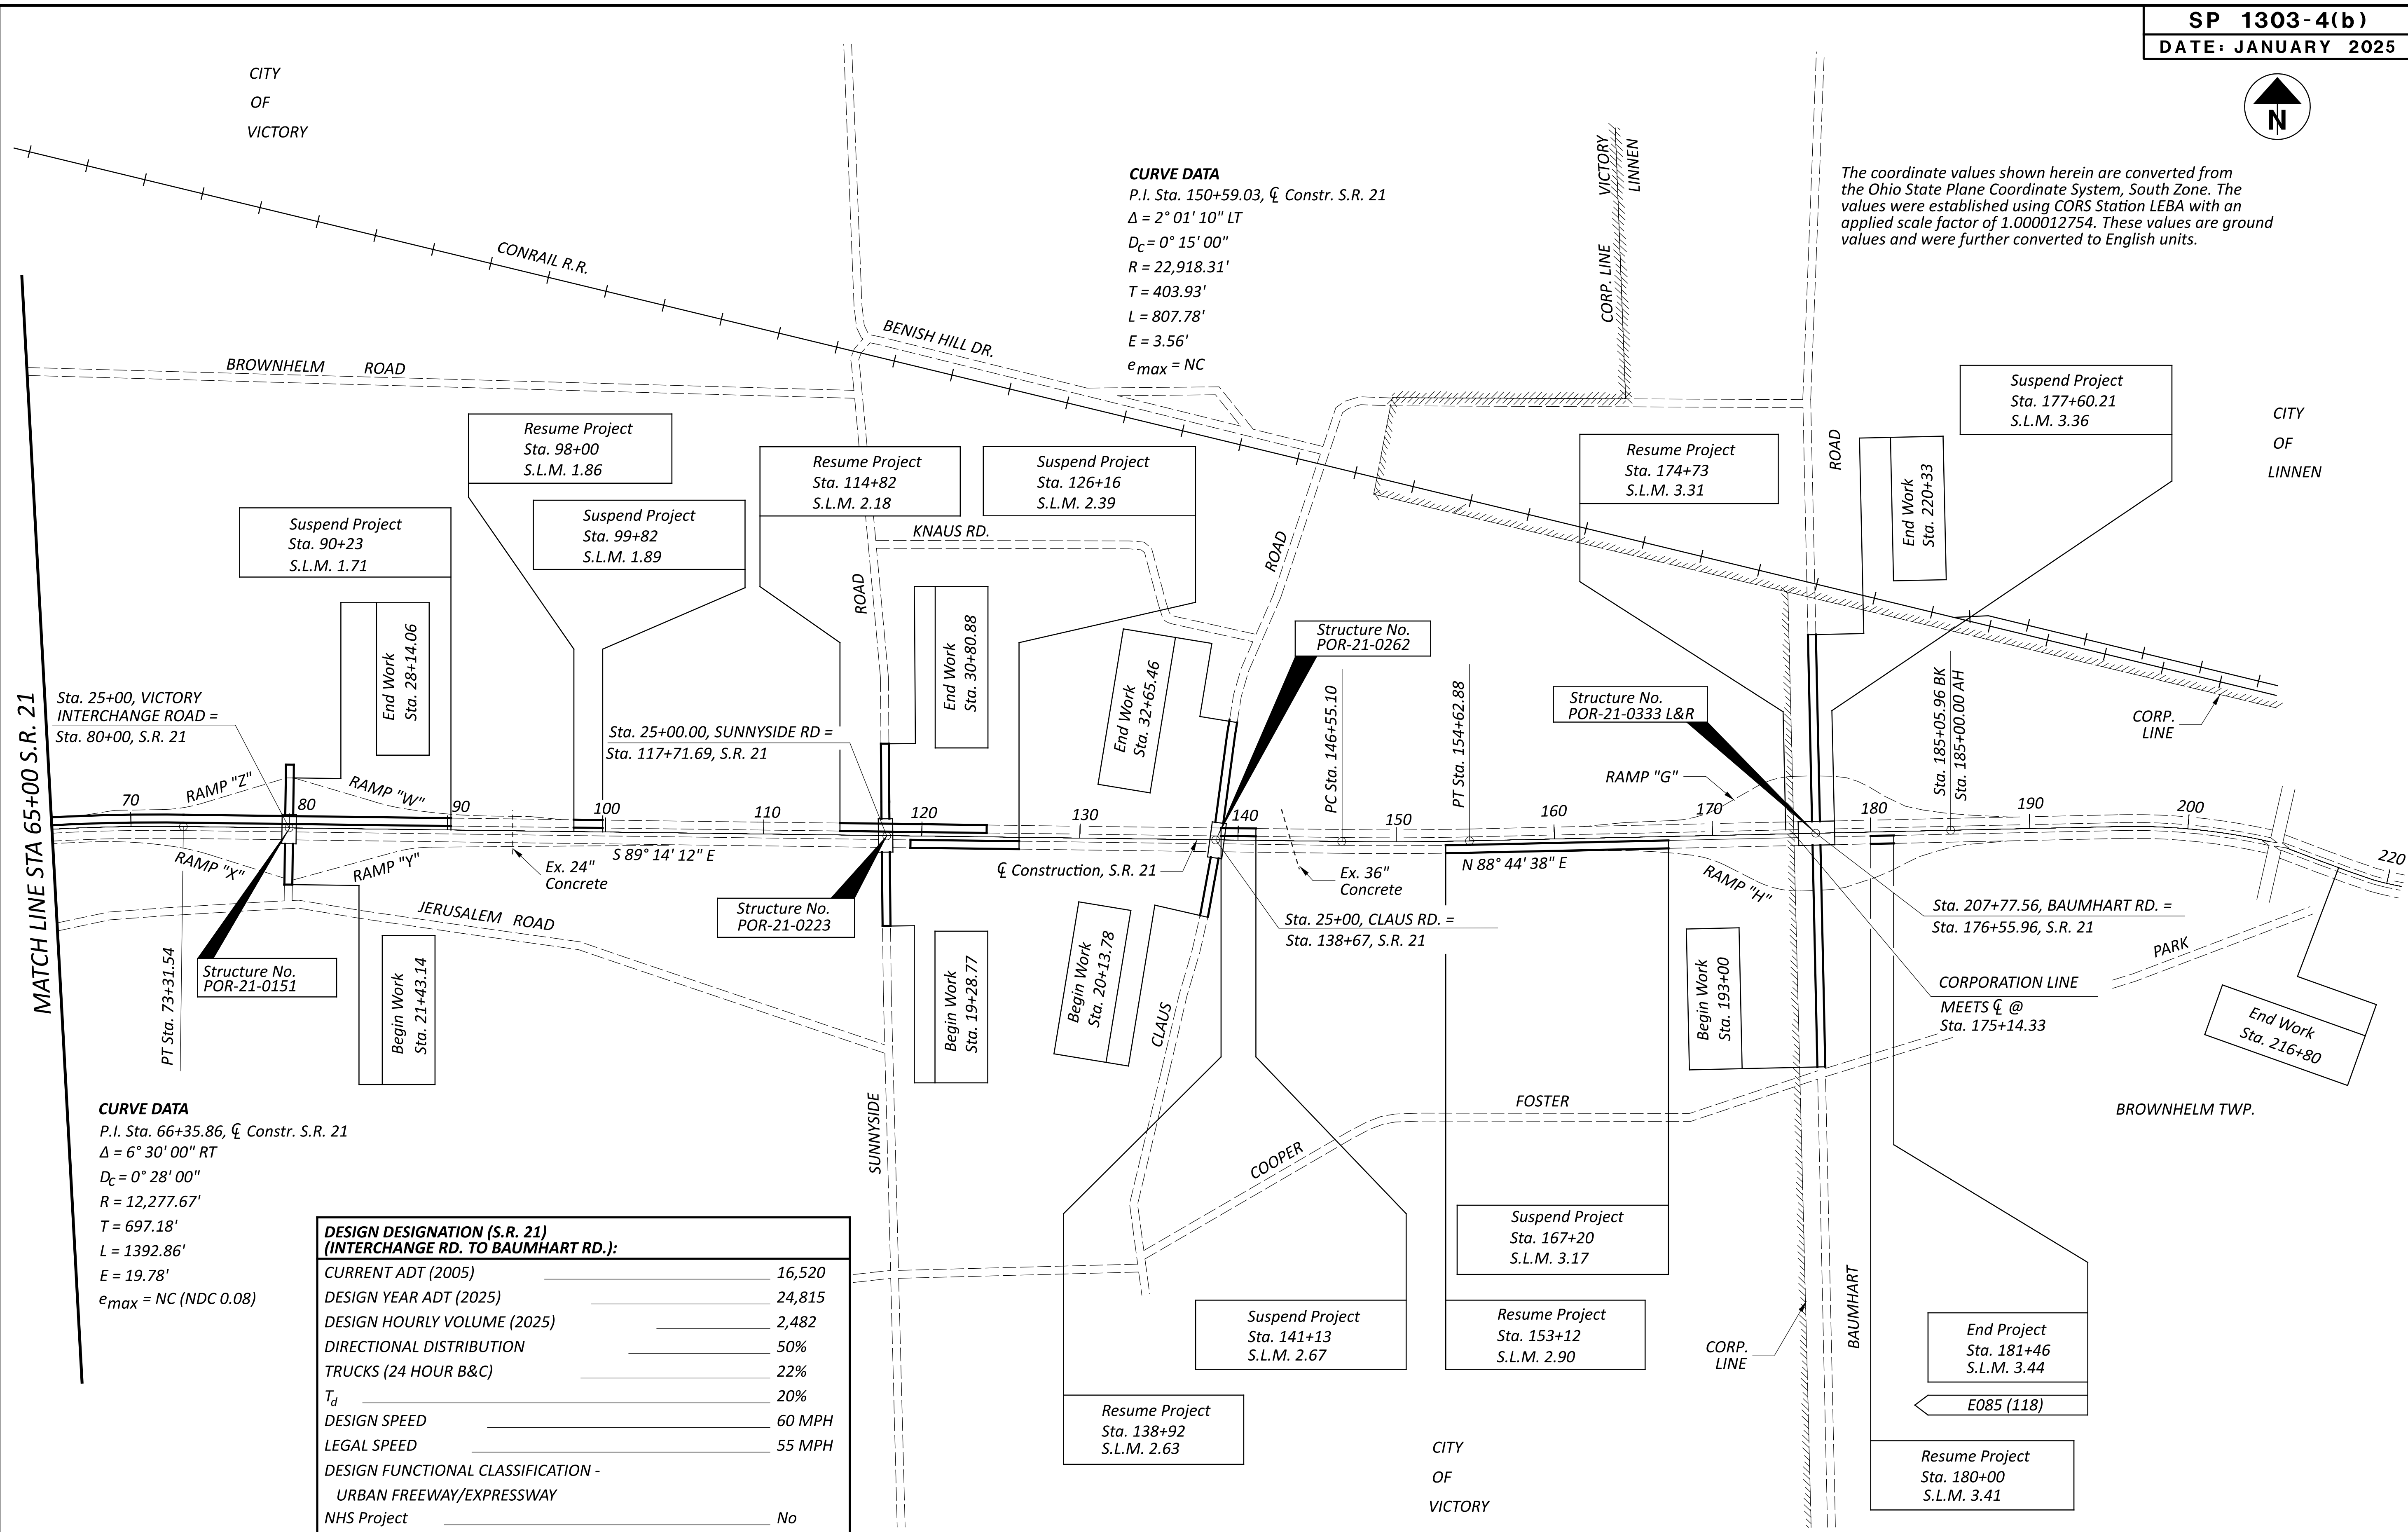 SP 1303-4(b)
DATE: JANUARY 2025
N
CITY
OF
VICTORY
The coordinate values shown herein are converted from
the Ohio State Plane Coordinate System, South Zone. The
values were established using CORS Station LEBA with an
applied scale factor of 1.000012754. These values are ground
values and were further converted to English units.
CURVE DATA
P.I. Sta. 150+59.03, ℄ Constr. S.R. 21
Δ = 2° 01' 10" LT
Dc = 0° 15' 00"
R = 22,918.31'
T = 403.93'
L = 807.78'
E = 3.56'
emax = NC
VICTORY
LINNEN
CORP. LINE
CONRAIL R.R.
BENISH HILL DR.
BROWNHELM ROAD
Resume Project
Sta. 98+00
S.L.M. 1.86
Suspend Project
Sta. 99+82
S.L.M. 1.89
Suspend Project
Sta. 90+23
S.L.M. 1.71
Resume Project
Sta. 114+82
S.L.M. 2.18
Suspend Project
Sta. 126+16
S.L.M. 2.39
KNAUS RD.
ROAD
ROAD
Resume Project
Sta. 174+73
S.L.M. 3.31
ROAD
Suspend Project
Sta. 177+60.21
S.L.M. 3.36
End Work
Sta. 220+33
CITY
OF
LINNEN
End Work
Sta. 28+14.06
End Work
Sta. 30+80.88
End Work
Sta. 32+65.46
Structure No.
POR-21-0262
PC Sta. 146+55.10
PT Sta. 154+62.88
Structure No.
POR-21-0333 L&R
Sta. 185+05.96 BK
Sta. 185+00.00 AH
CORP.
LINE
MATCH LINE STA 65+00 S.R. 21
Sta. 25+00, VICTORY
INTERCHANGE ROAD =
Sta. 80+00, S.R. 21
Sta. 25+00.00, SUNNYSIDE RD =
Sta. 117+71.69, S.R. 21
RAMP "Z"
RAMP "W"
RAMP "G"
70
80
90
100
110
120
130
140
150
160
170
180
190
200
220
RAMP "X"
RAMP "Y"
S 89° 14' 12" E
Ex. 24"
Concrete
℄ Construction, S.R. 21
Ex. 36"
Concrete
N 88° 44' 38" E
RAMP "H"
JERUSALEM ROAD
PT Sta. 73+31.54
Structure No.
POR-21-0151
Begin Work
Sta. 21+43.14
Structure No.
POR-21-0223
Begin Work
Sta. 19+28.77
Begin Work
Sta. 20+13.78
CLAUS
Sta. 25+00, CLAUS RD. =
Sta. 138+67, S.R. 21
Begin Work
Sta. 193+00
Sta. 207+77.56, BAUMHART RD. =
Sta. 176+55.96, S.R. 21
CORPORATION LINE
MEETS ℄ @
Sta. 175+14.33
PARK
End Work
Sta. 216+80
BROWNHELM TWP.
CURVE DATA
P.I. Sta. 66+35.86, ℄ Constr. S.R. 21
Δ = 6° 30' 00" RT
Dc = 0° 28' 00"
R = 12,277.67'
T = 697.18'
L = 1392.86'
E = 19.78'
emax = NC (NDC 0.08)
SUNNYSIDE
COOPER
FOSTER
DESIGN DESIGNATION (S.R. 21)
(INTERCHANGE RD. TO BAUMHART RD.):
CURRENT ADT (2005) 16,520
DESIGN YEAR ADT (2025) 24,815
DESIGN HOURLY VOLUME (2025) 2,482
DIRECTIONAL DISTRIBUTION 50%
TRUCKS (24 HOUR B&C) 22%
Td 20%
DESIGN SPEED 60 MPH
LEGAL SPEED 55 MPH
DESIGN FUNCTIONAL CLASSIFICATION -
URBAN FREEWAY/EXPRESSWAY
NHS Project No
Resume Project
Sta. 138+92
S.L.M. 2.63
Suspend Project
Sta. 141+13
S.L.M. 2.67
Suspend Project
Sta. 167+20
S.L.M. 3.17
Resume Project
Sta. 153+12
S.L.M. 2.90
CITY
OF
VICTORY
CORP.
LINE
BAUMHART
End Project
Sta. 181+46
S.L.M. 3.44
E085 (118)
Resume Project
Sta. 180+00
S.L.M. 3.41